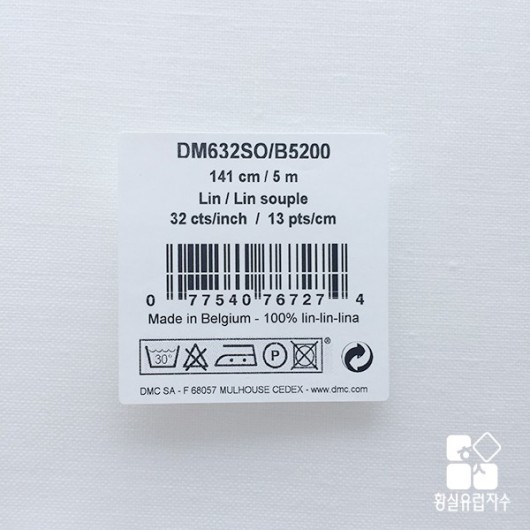 DM632SO/B5200
141 cm / 5 m
Lin / Lin souple
32 cts/inch / 13 pts/cm
0 77540 76727 4
Made in Belgium - 100% lin-lin-lina
30° P ®
DMC SA - F 68057 MULHOUSE CEDEX - www.dmc.com
황실유럽자수